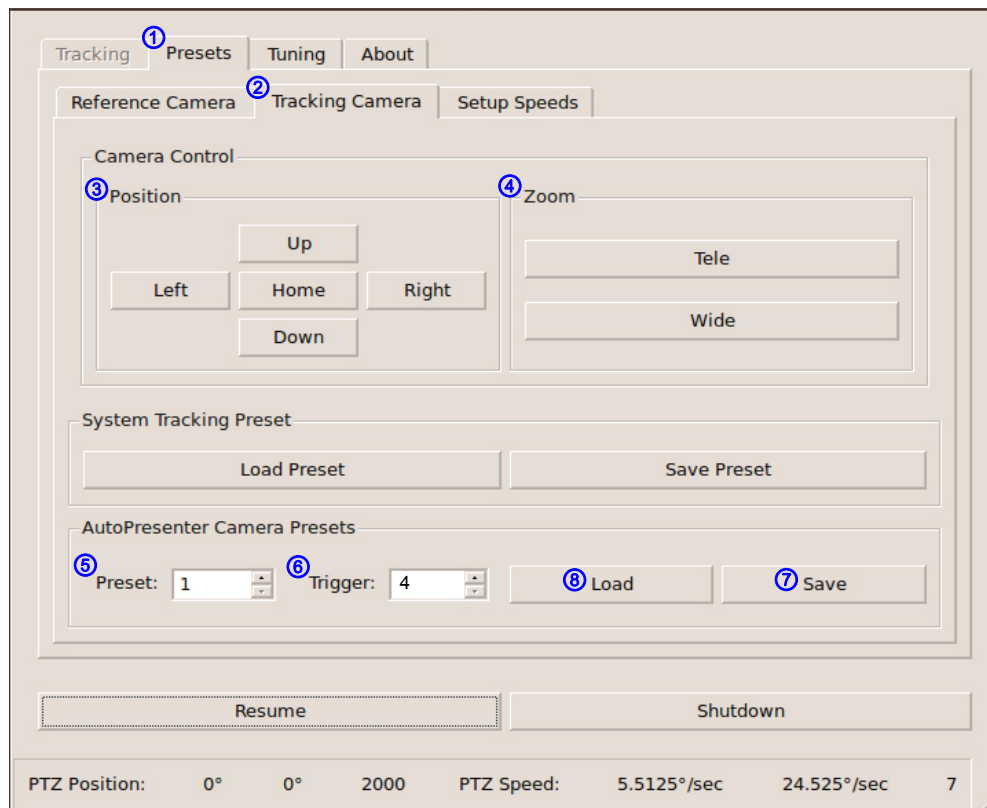 ① Tracking Presets Tuning About
② Reference Camera Tracking Camera Setup Speeds
Camera Control
③ Position ④ Zoom
Up
Tele
Left Home Right
Wide
Down
System Tracking Preset
Load Preset Save Preset
AutoPresenter Camera Presets
⑤ Preset: 1 ⑥ Trigger: 4 ⑧ Load ⑦ Save
Resume Shutdown
PTZ Position: 0° 0° 2000 PTZ Speed: 5.5125°/sec 24.525°/sec 7